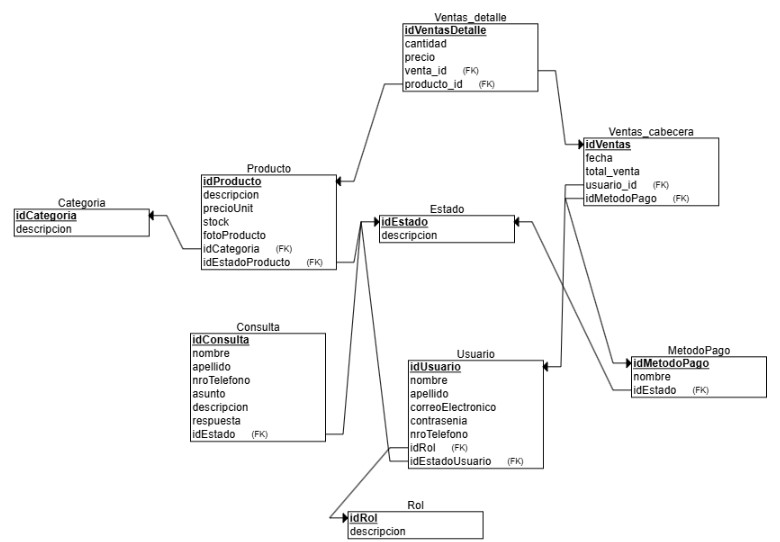 Ventas_detalle
idVentasDetalle
cantidad
precio
venta_id (FK)
producto_id (FK)
Ventas_cabecera
idVentas
fecha
total_venta
usuario_id (FK)
idMetodoPago (FK)
Producto
idProducto
descripcion
precioUnit
stock
fotoProducto
idCategoria (FK)
idEstadoProducto (FK)
Categoria
idCategoria
descripcion
Estado
idEstado
descripcion
Consulta
idConsulta
nombre
apellido
nroTelefono
asunto
descripcion
respuesta
idEstado (FK)
Usuario
idUsuario
nombre
apellido
correoElectronico
contrasenia
nroTelefono
idRol (FK)
idEstadoUsuario (FK)
MetodoPago
idMetodoPago
nombre
idEstado (FK)
Rol
idRol
descripcion